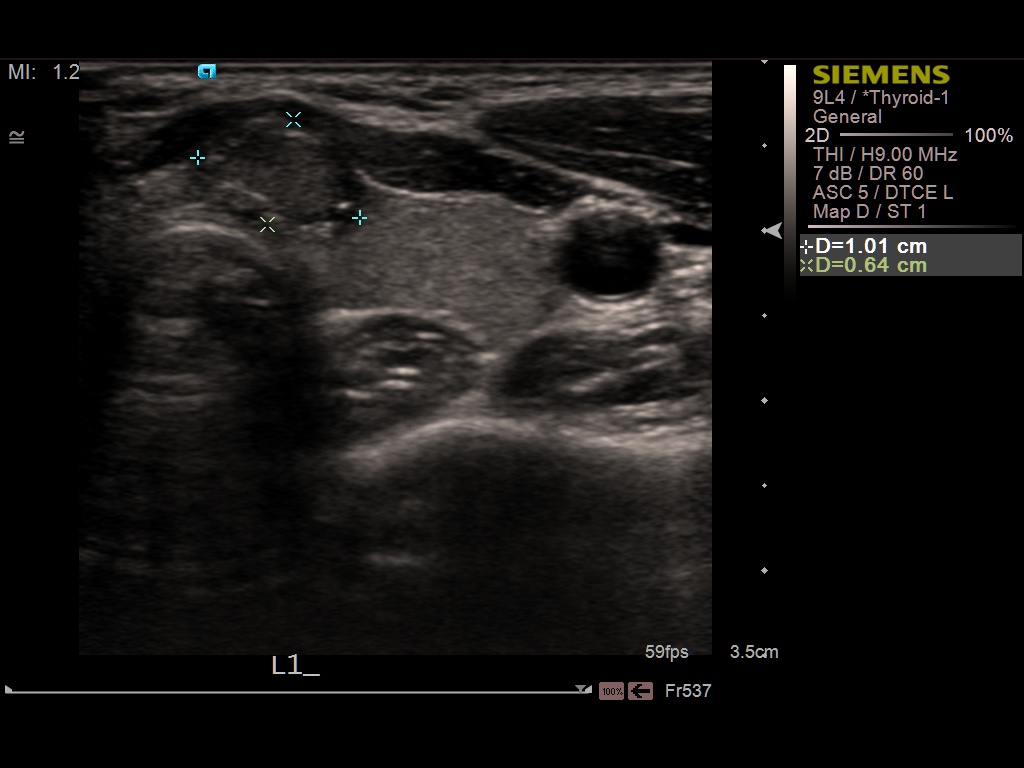 MI: 1.2
SIEMENS
9L4 / *Thyroid-1
General
2D 100%
THI / H9.00 MHz
7 dB / DR 60
ASC 5 / DTCE L
Map D / ST 1
D=1.01 cm
D=0.64 cm
59fps 3.5cm
L1_
100% Fr537